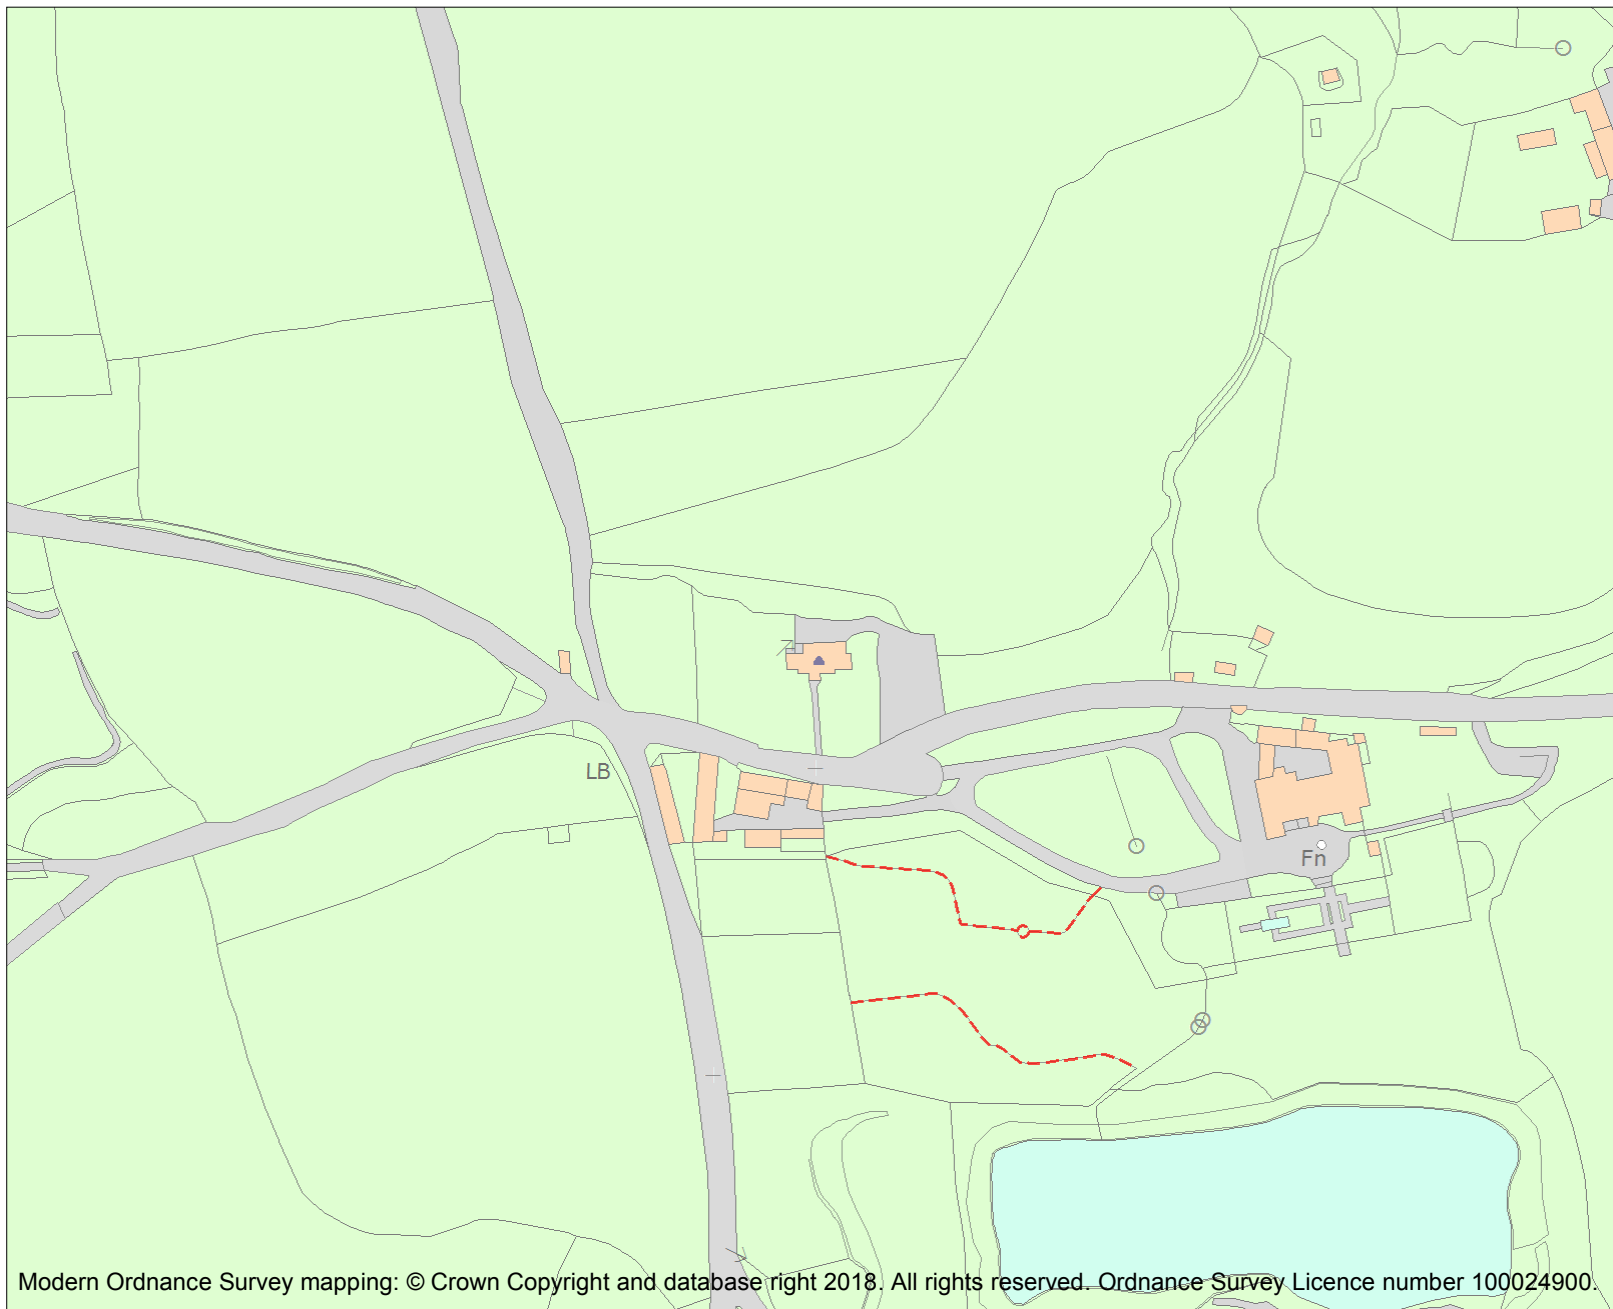 LB
Fn
Modern Ordnance Survey mapping: © Crown Copyright and database right 2018. All rights reserved. Ordnance Survey Licence number 100024900.